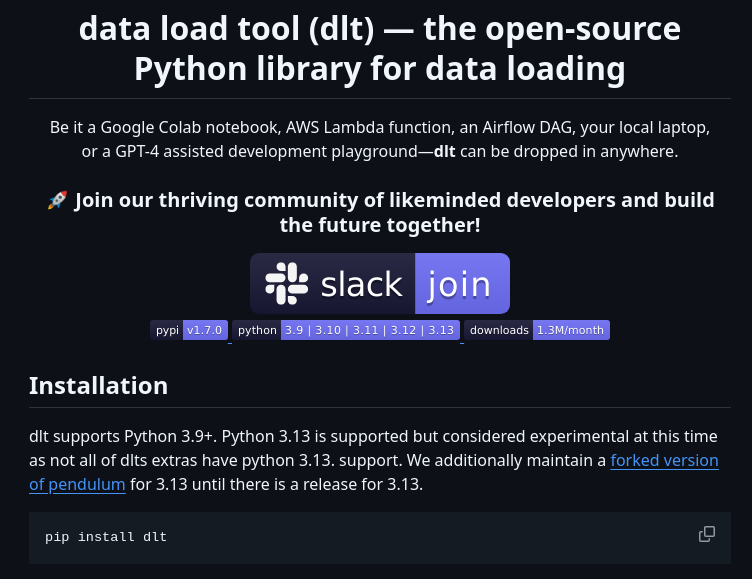 data load tool (dlt) — the open-source
Python library for data loading
Be it a Google Colab notebook, AWS Lambda function, an Airflow DAG, your local laptop,
or a GPT-4 assisted development playground—dlt can be dropped in anywhere.
🚀 Join our thriving community of likeminded developers and build
the future together!
slack join
pypi v1.7.0 python 3.9 | 3.10 | 3.11 | 3.12 | 3.13 downloads 1.3M/month
Installation
dlt supports Python 3.9+. Python 3.13 is supported but considered experimental at this time
as not all of dlts extras have python 3.13. support. We additionally maintain a forked version
of pendulum for 3.13 until there is a release for 3.13.
pip install dlt